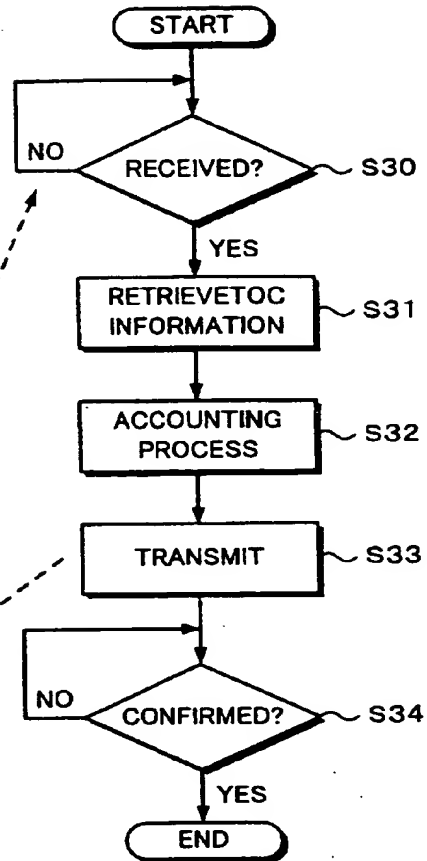 START
NO
RECEIVED?
S30
YES
RETRIEVETOC
INFORMATION
S31
ACCOUNTING
PROCESS
S32
TRANSMIT
S33
NO
CONFIRMED?
S34
YES
END